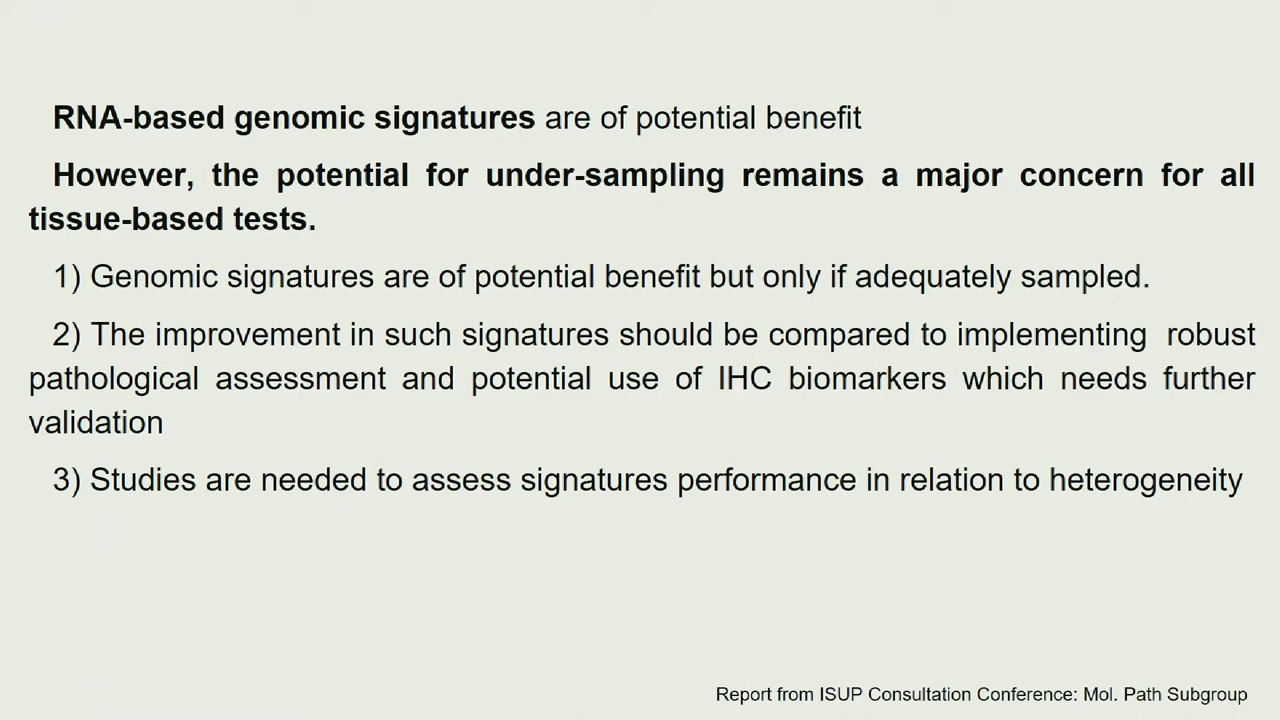 RNA-based genomic signatures are of potential benefit
However, the potential for under-sampling remains a major concern for all
tissue-based tests.
1) Genomic signatures are of potential benefit but only if adequately sampled.
2) The improvement in such signatures should be compared to implementing  robust
pathological assessment and potential use of IHC biomarkers which needs further
validation
3) Studies are needed to assess signatures performance in relation to heterogeneity
Report from ISUP Consultation Conference: Mol. Path Subgroup